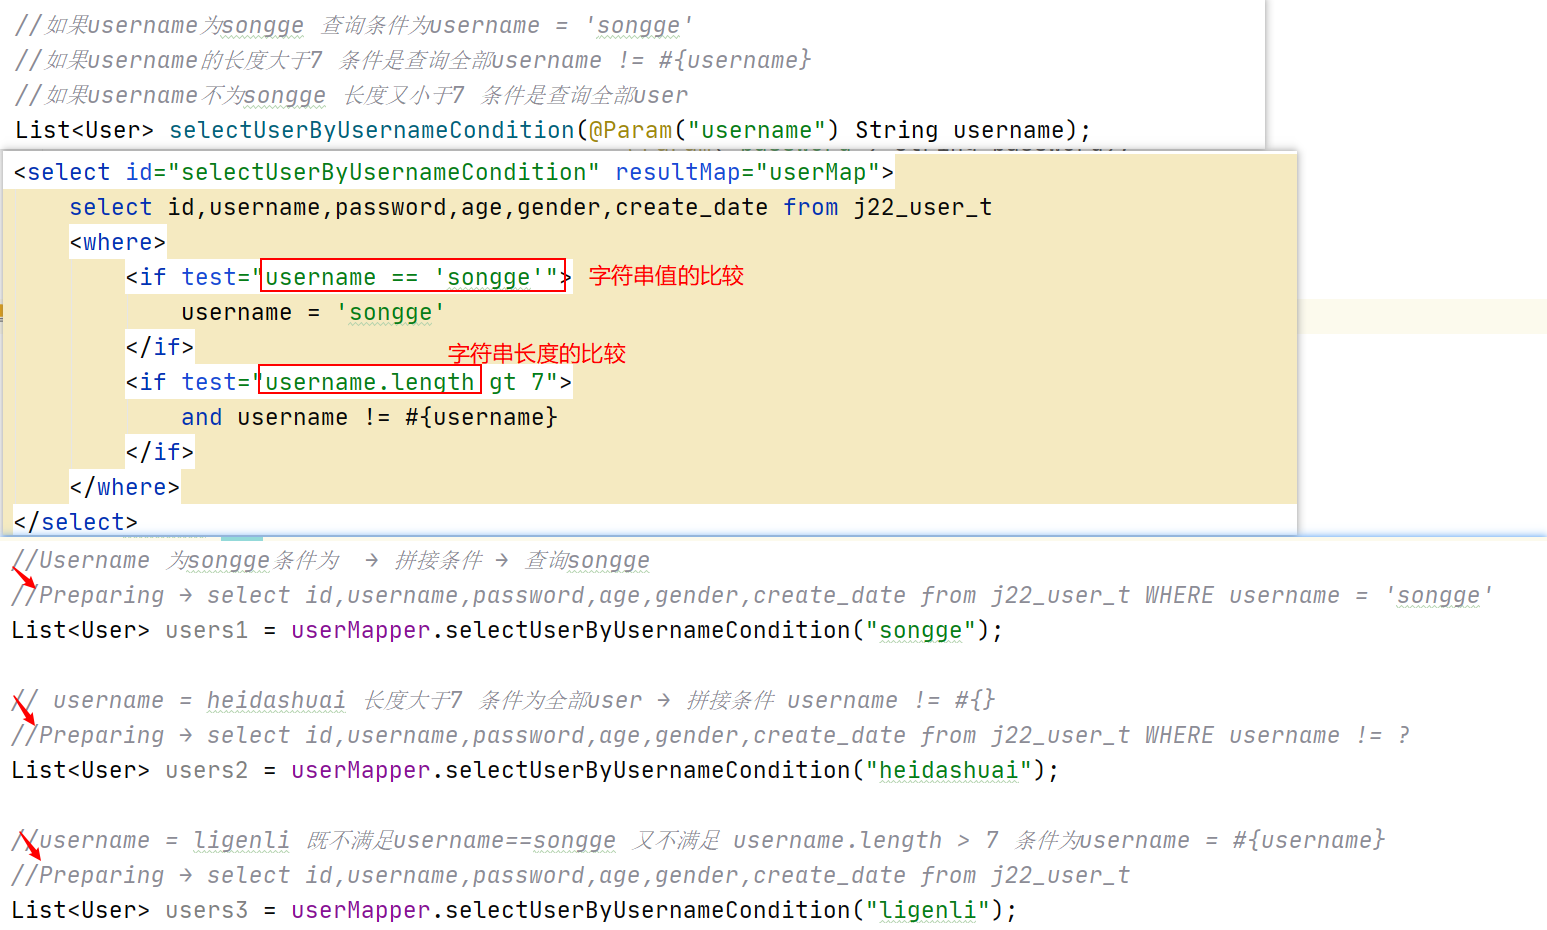 //如果username为songge 查询条件为username = 'songge'
//如果username的长度大于7 条件是查询全部username != #{username}
//如果username不为songge 长度又小于7 条件是查询全部user
List<User> selectUserByUsernameCondition(@Param("username") String username);
<select id="selectUserByUsernameCondition" resultMap="userMap">
select id,username,password,age,gender,create_date from j22_user_t
<where>
<if test="username == 'songge'"> 字符串值的比较
username = 'songge'
</if>
字符串长度的比较
<if test="username.length gt 7">
and username != #{username}
</if>
</where>
</select>
//Username 为songge条件为 → 拼接条件 → 查询songge
//Preparing → select id,username,password,age,gender,create_date from j22_user_t WHERE username = 'songge'
List<User> users1 = userMapper.selectUserByUsernameCondition("songge");
// username = heidashuai 长度大于7 条件为全部user → 拼接条件 username != #{}
//Preparing → select id,username,password,age,gender,create_date from j22_user_t WHERE username != ?
List<User> users2 = userMapper.selectUserByUsernameCondition("heidashuai");
//username = ligenli 既不满足username==songge 又不满足 username.length > 7 条件为username = #{username}
//Preparing → select id,username,password,age,gender,create_date from j22_user_t
List<User> users3 = userMapper.selectUserByUsernameCondition("ligenli");